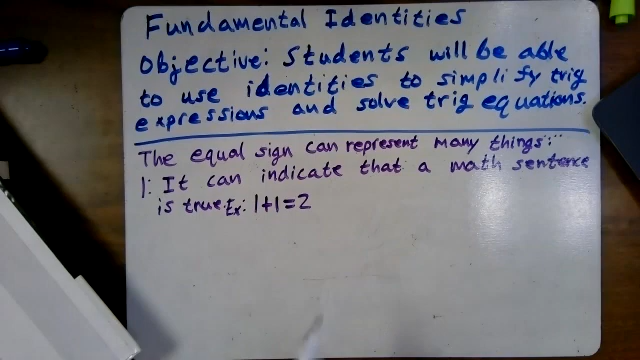 Fundamental Identities
Objective: Students will be able
to use identities to simplify trig
expressions and solve trig equations.
The equal sign can represent many things:
1: It can indicate that a math sentence
is true. Ex: 1+1=2